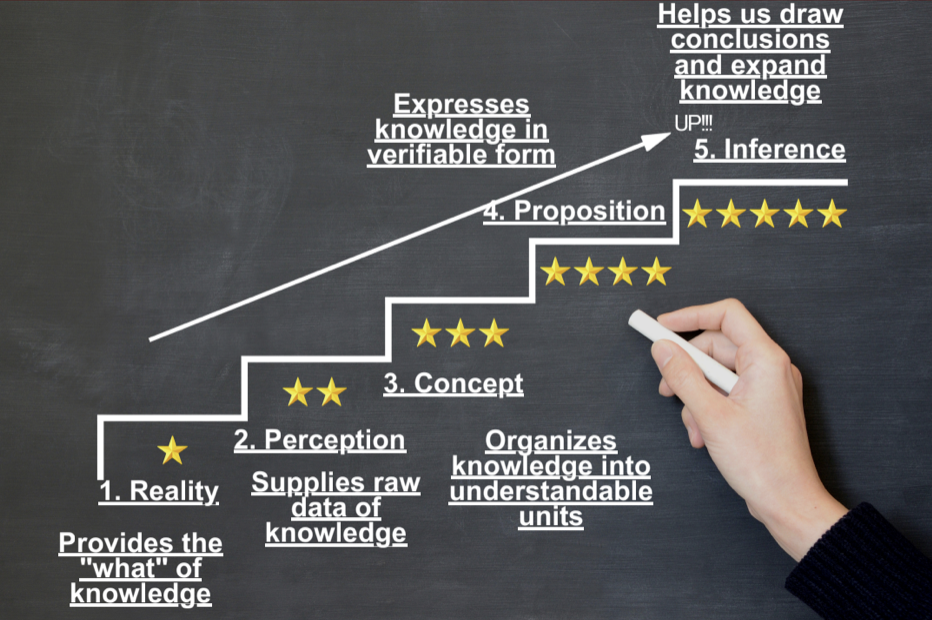 Helps us draw
conclusions
and expand
knowledge
UP!!!
5. Inference
Expresses
knowledge in
verifiable form
4. Proposition
3. Concept
Organizes
knowledge into
understandable
units
2. Perception
Supplies raw
data of
knowledge
1. Reality
Provides the
"what" of
knowledge